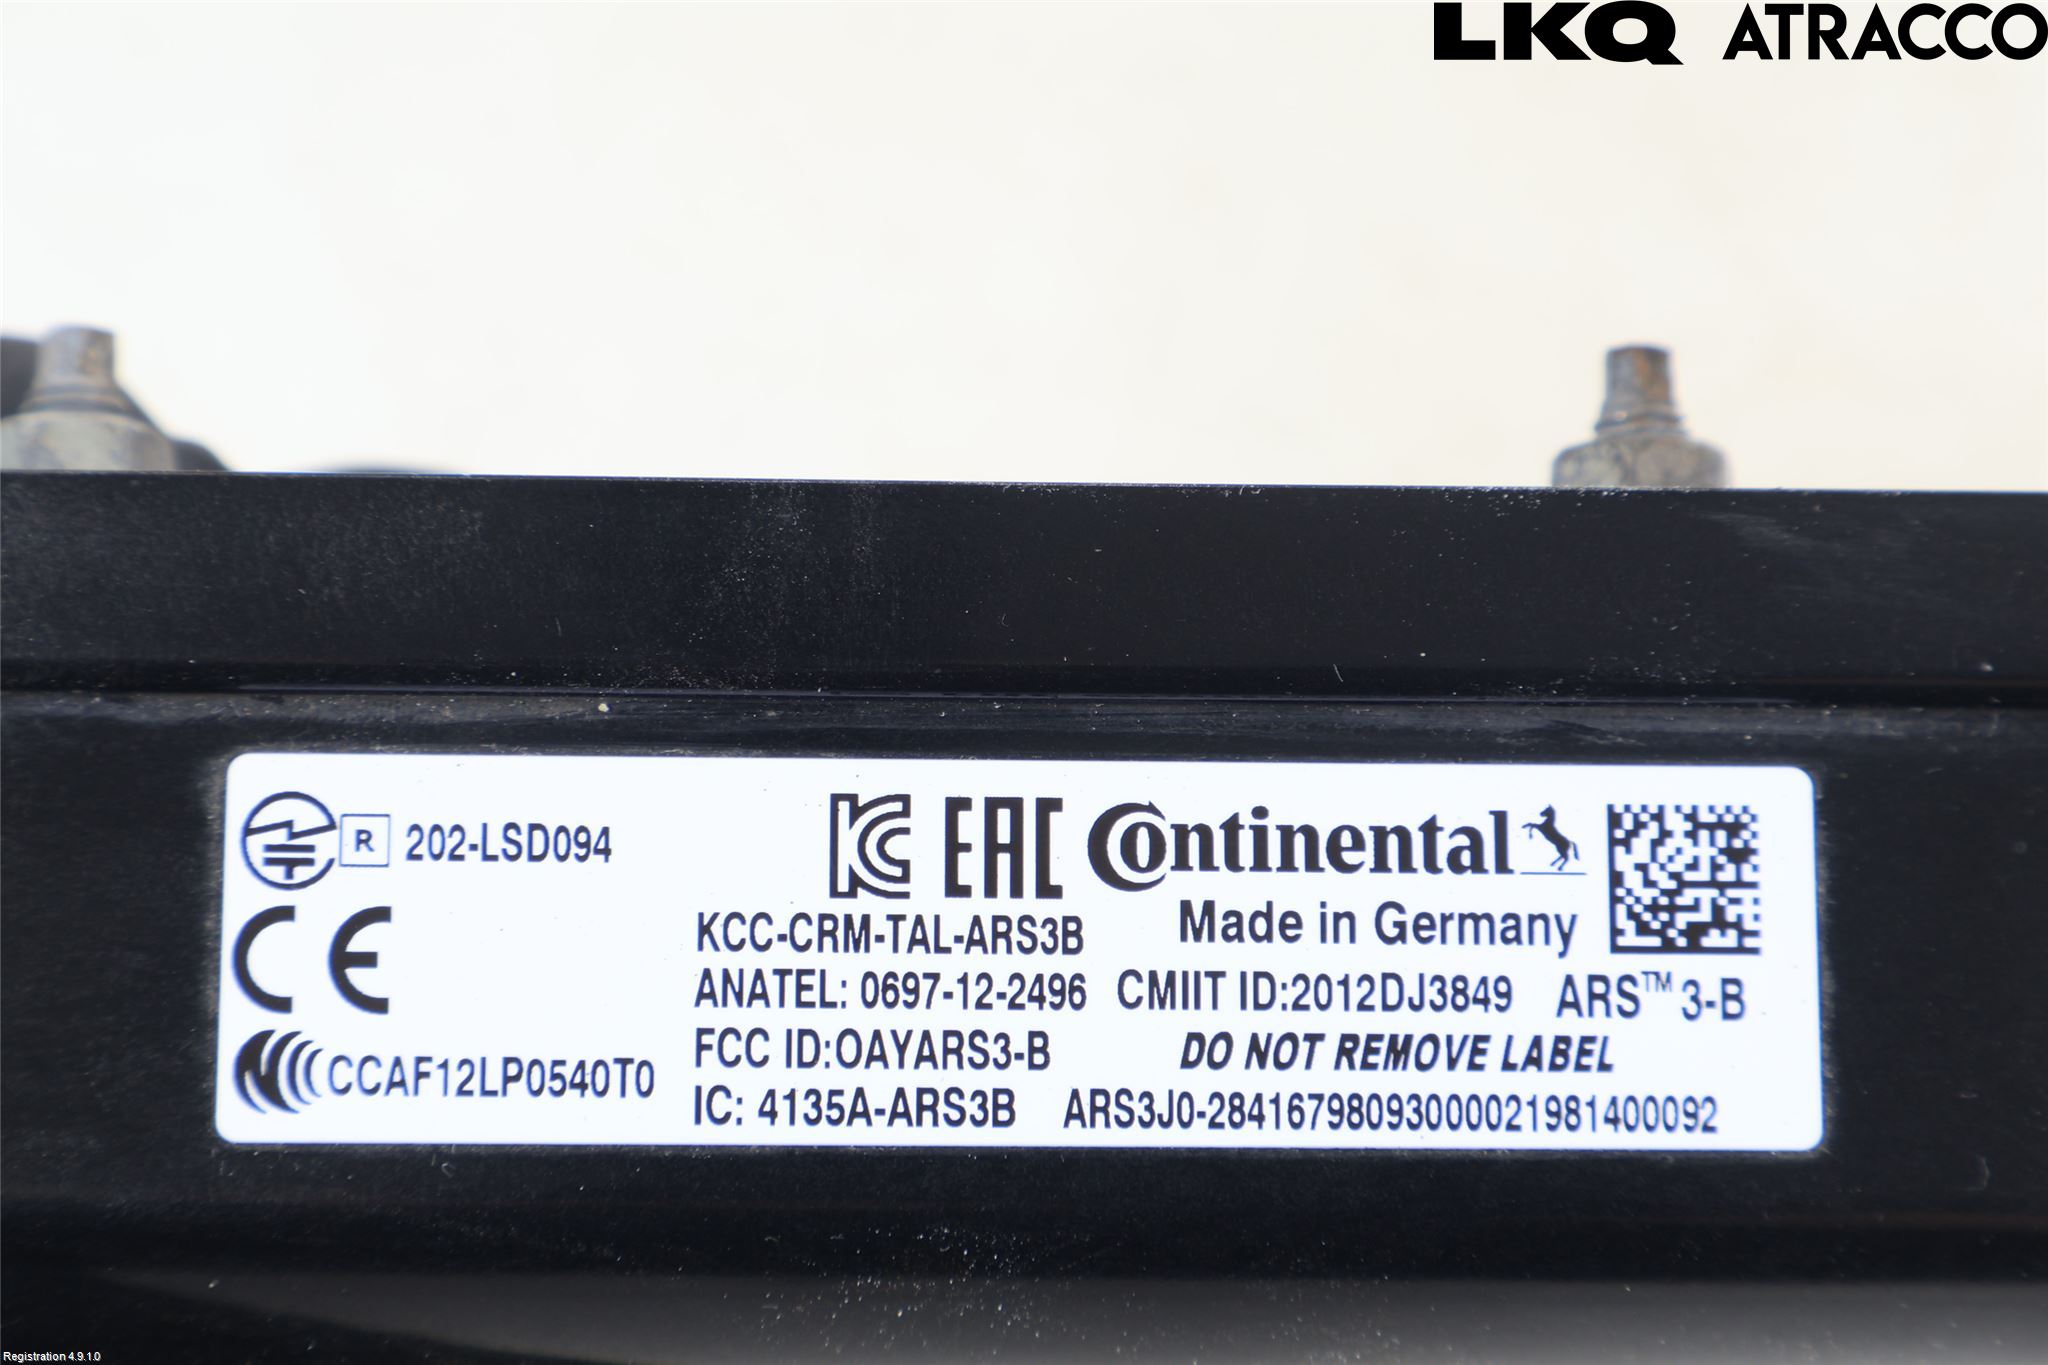 LKQ ATRACCO
R 202-LSD094
CE
CCAF12LP0540T0
KC EAC Continental
KCC-CRM-TAL-ARS3B Made in Germany
ANATEL: 0697-12-2496 CMIIT ID:2012DJ3849 ARS™ 3-B
FCC ID:OAYARS3-B DO NOT REMOVE LABEL
IC: 4135A-ARS3B ARS3J0-284167980930000021981400092
Registration 4.9.1.0